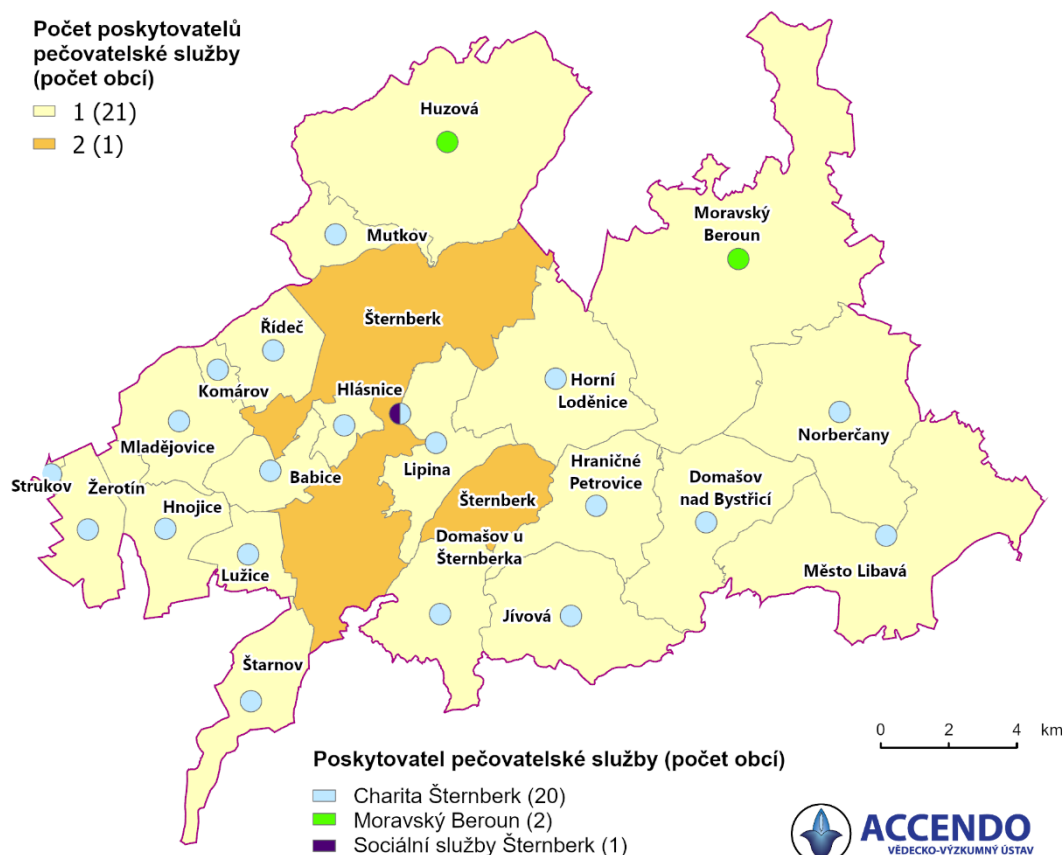 Počet poskytovatelů
pečovatelské služby
(počet obcí)
1 (21)
2 (1)
Huzová
Mutkov
Moravský
Beroun
Šternberk
Řídeč
Komárov
Hlásnice
Horní
Loděnice
Mladějovice
Norberčany
Strukov
Žerotín
Babice
Lipina
Hraničné
Petrovice
Domašov
nad Bystřicí
Hnojice
Šternberk
Domašov u
Šternberka
Lužice
Město Libavá
Jívová
Štarnov
0 2 4 km
Poskytovatel pečovatelské služby (počet obcí)
Charita Šternberk (20)
Moravský Beroun (2)
Sociální služby Šternberk (1)
ACCENDO
VĚDECKO-VÝZKUMNÝ ÚSTAV